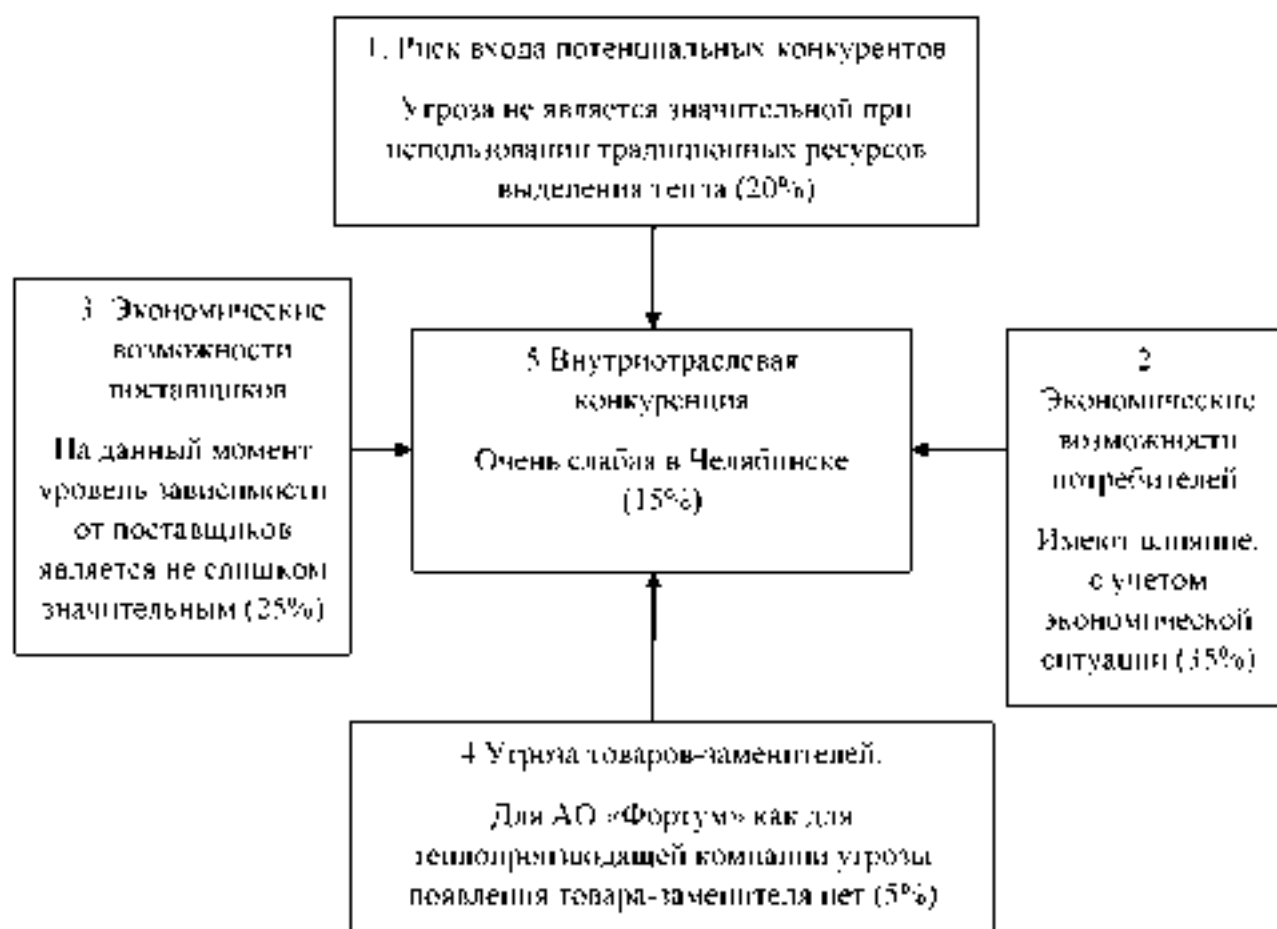 1. Риск входа потенциальных конкурентов
Угроза не является значительной при
использовании традиционных ресурсов
выделения тепла (20%)
3 Экономические
возможности
поставщиков
На данный момент
уровень зависимости
от поставщиков
является не слишком
значительным (25%)
5 Внутриотраслевая
конкуренция
Очень слабая в Челябинске
(15%)
2
Экономические
возможности
потребителей
Имеют влияние,
с учетом
экономической
ситуации (35%)
4 Угроза товаров-заменителей.
Для АО «Фортум» как для
теплопроизводящей компании угрозы
появления товара-заменителя нет (5%)